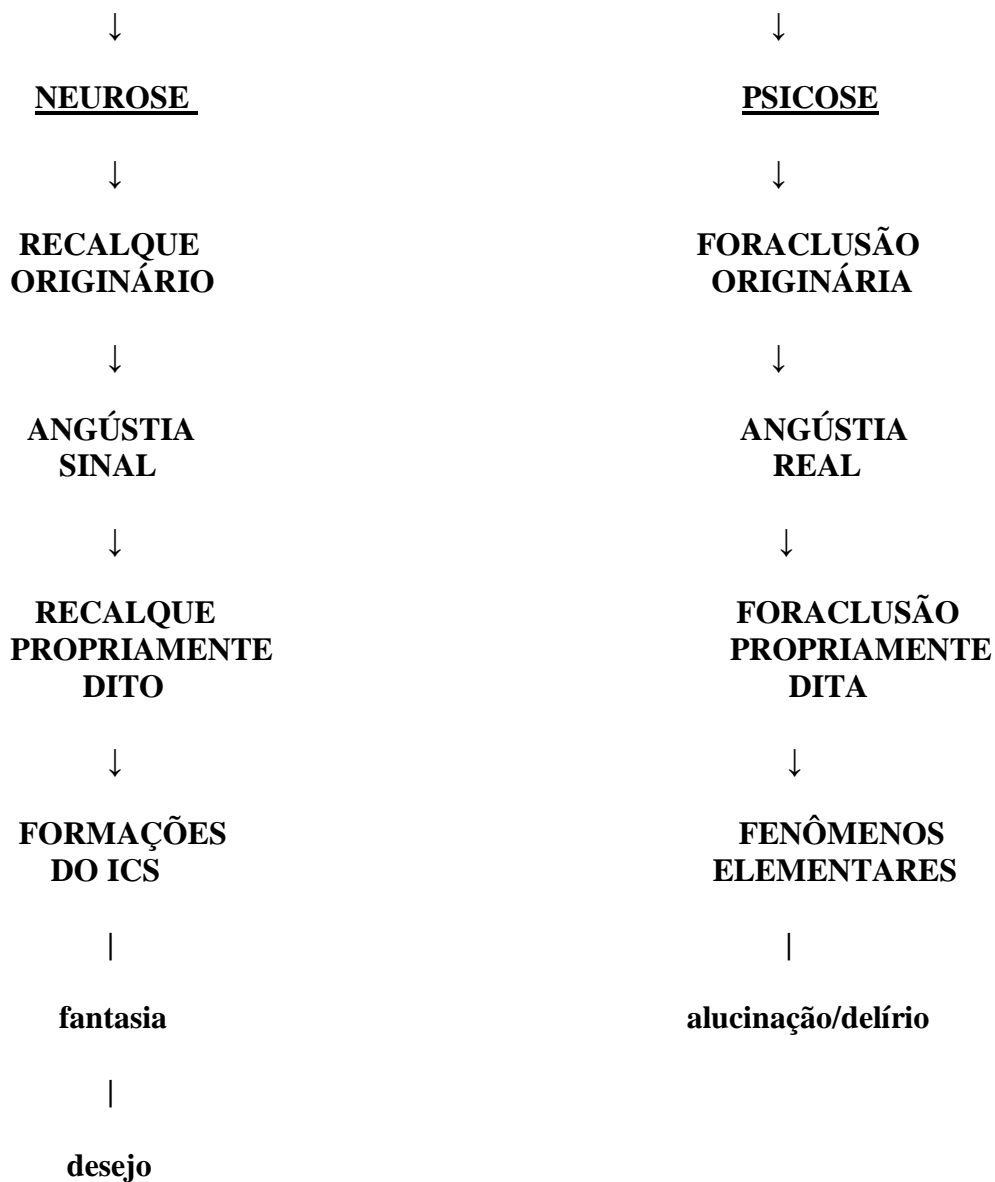 ↓ ↓
NEUROSE PSICOSE
↓ ↓
RECALQUE FORACLUSÃO
ORIGINÁRIO ORIGINÁRIA
↓ ↓
ANGÚSTIA ANGÚSTIA
SINAL REAL
↓ ↓
RECALQUE FORACLUSÃO
PROPRIAMENTE PROPRIAMENTE
DITO DITA
↓ ↓
FORMAÇÕES FENÔMENOS
DO ICS ELEMENTARES
| |
fantasia alucinação/delírio
|
desejo